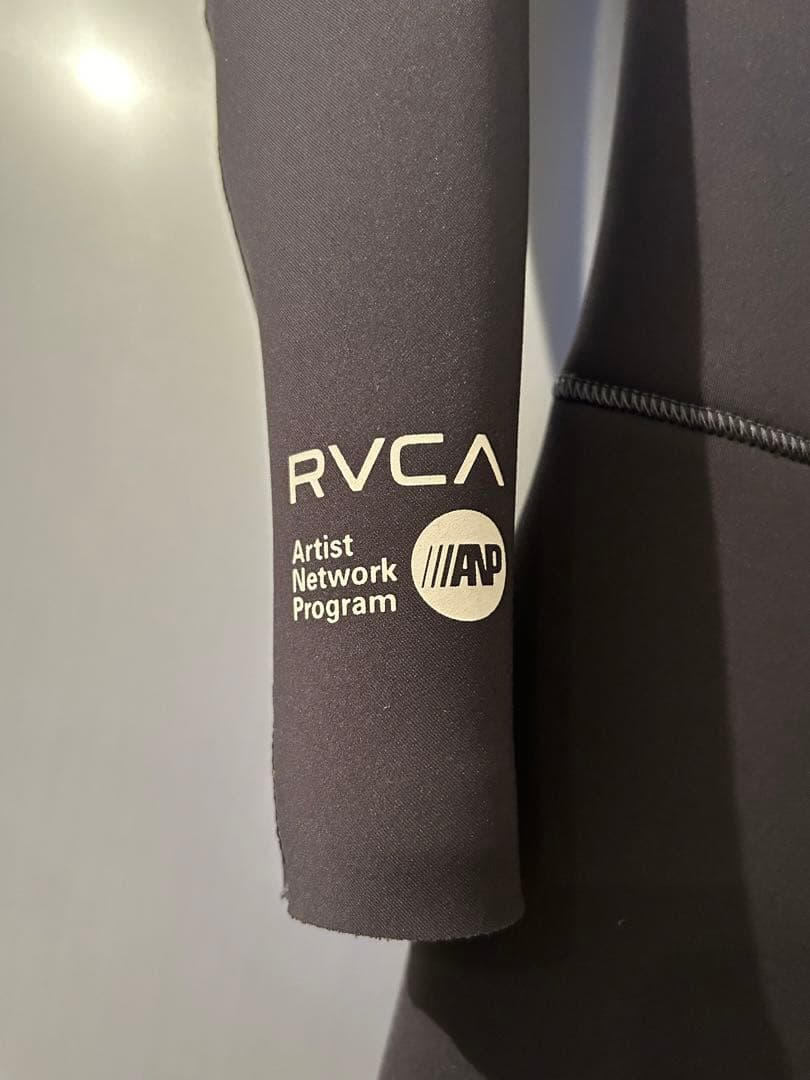 RVCA
Artist
Network
Program
ANP